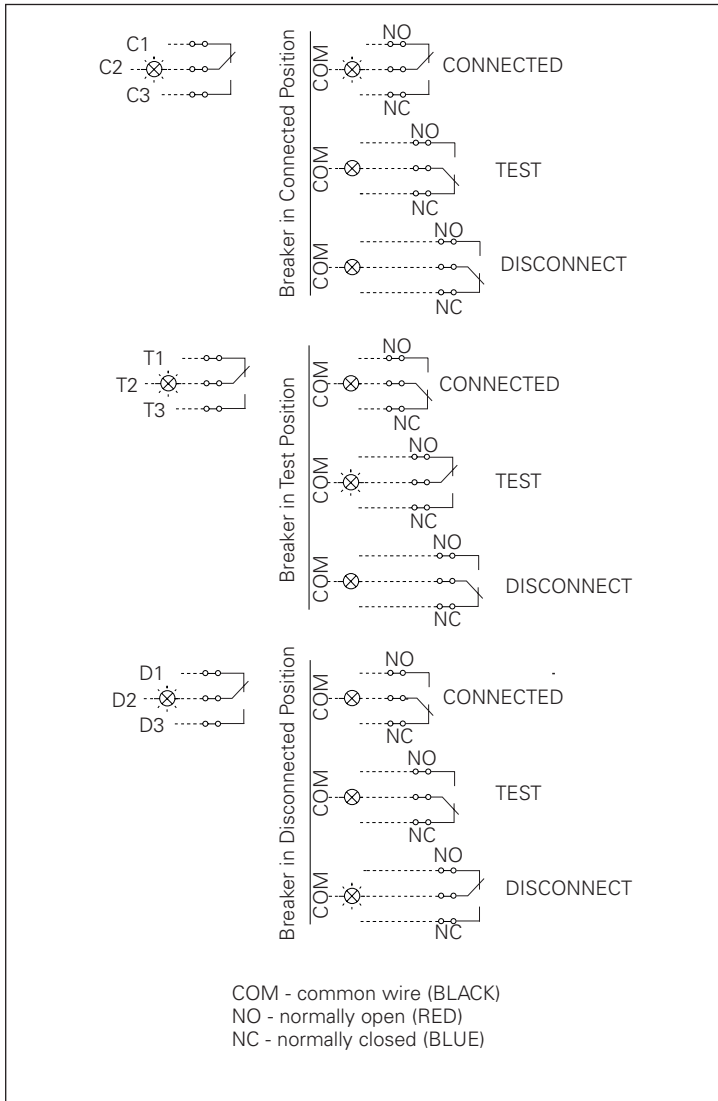 C1
C2
C3
Breaker in Connected Position
COM
NO
CONNECTED
NC
COM
NO
TEST
NC
COM
NO
DISCONNECT
NC
T1
T2
T3
Breaker in Test Position
COM
NO
CONNECTED
NC
COM
NO
TEST
NC
COM
NO
DISCONNECT
NC
D1
D2
D3
Breaker in Disconnected Position
COM
NO
CONNECTED
NC
COM
NO
TEST
NC
COM
NO
DISCONNECT
NC
COM - common wire (BLACK)
NO - normally open (RED)
NC - normally closed (BLUE)